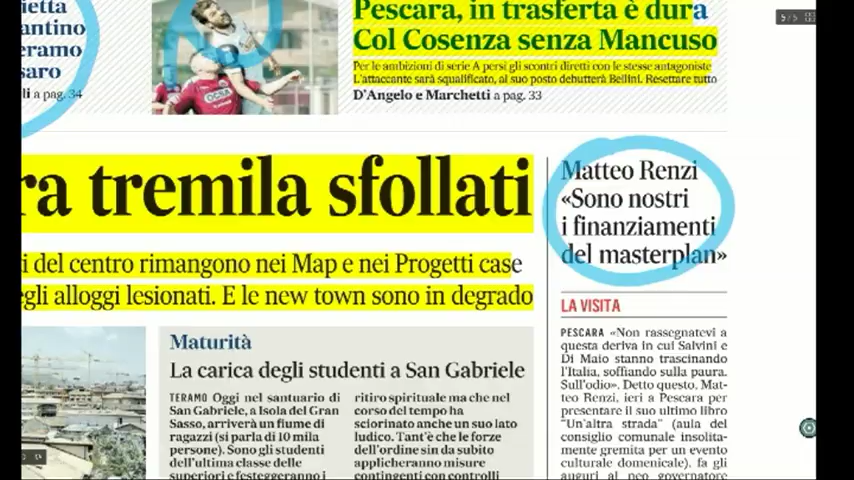 ietta
antino
eramo
saro
li a pag. 34
OCSA
Pescara, in trasferta è dura
Col Cosenza senza Mancuso
Per le ambizioni di serie A persi gli scontri diretti con le stesse antagoniste
L'attaccante sarà squalificato, al suo posto debutterà Bellini. Resettare tutto
D'Angelo e Marchetti a pag. 33
5/5
ra tremila sfollati
i del centro rimangono nei Map e nei Progetti case
egli alloggi lesionati. E le new town sono in degrado
Maturità
La carica degli studenti a San Gabriele
TERAMO Oggi nel santuario di
San Gabriele, a Isola del Gran
Sasso, arriverà un fiume di
ragazzi (si parla di 10 mila
persone). Sono gli studenti
dell'ultima classe delle
superiori e festeggeranno i
ritiro spirituale ma che nel
corso del tempo ha
sciorinato anche un suo lato
ludico. Tant'è che le forze
dell'ordine sin da subito
applicheranno misure
contingenti con controlli
Matteo Renzi
«Sono nostri
i finanziamenti
del masterplan»
LA VISITA
PESCARA «Non rassegnatevi a
questa deriva in cui Salvini e
Di Maio stanno trascinando
l'Italia, soffiando sulla paura.
Sull'odio». Detto questo, Mat-
teo Renzi, ieri a Pescara per
presentare il suo ultimo libro
"Un'altra strada" (aula del
consiglio comunale insolita-
mente gremita per un evento
culturale domenicale), fa gli
auguri al neo governatore